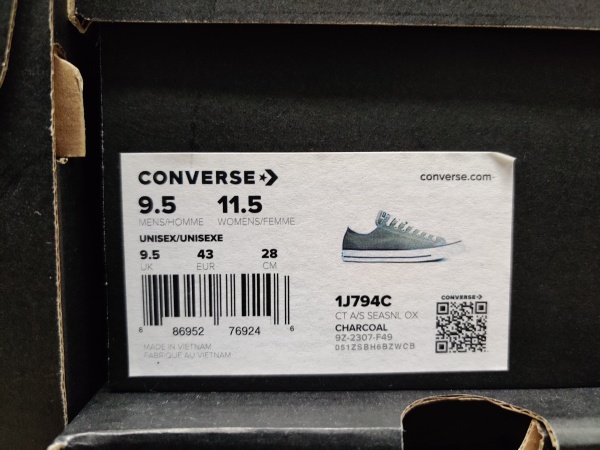 CONVERSE
converse.com
9.5 11.5
MENS/HOMME WOMENS/FEMME
UNISEX/UNISEXE
9.5 43 28
UK EUR CM
8 86952 76924 6
MADE IN VIETNAM
FABRIQUÉ AU VIETNAM
1J794C
CT A/S SEASNL OX
CHARCOAL
9Z-2307-F49
051ZSBH6BZWCB
CONVERSE